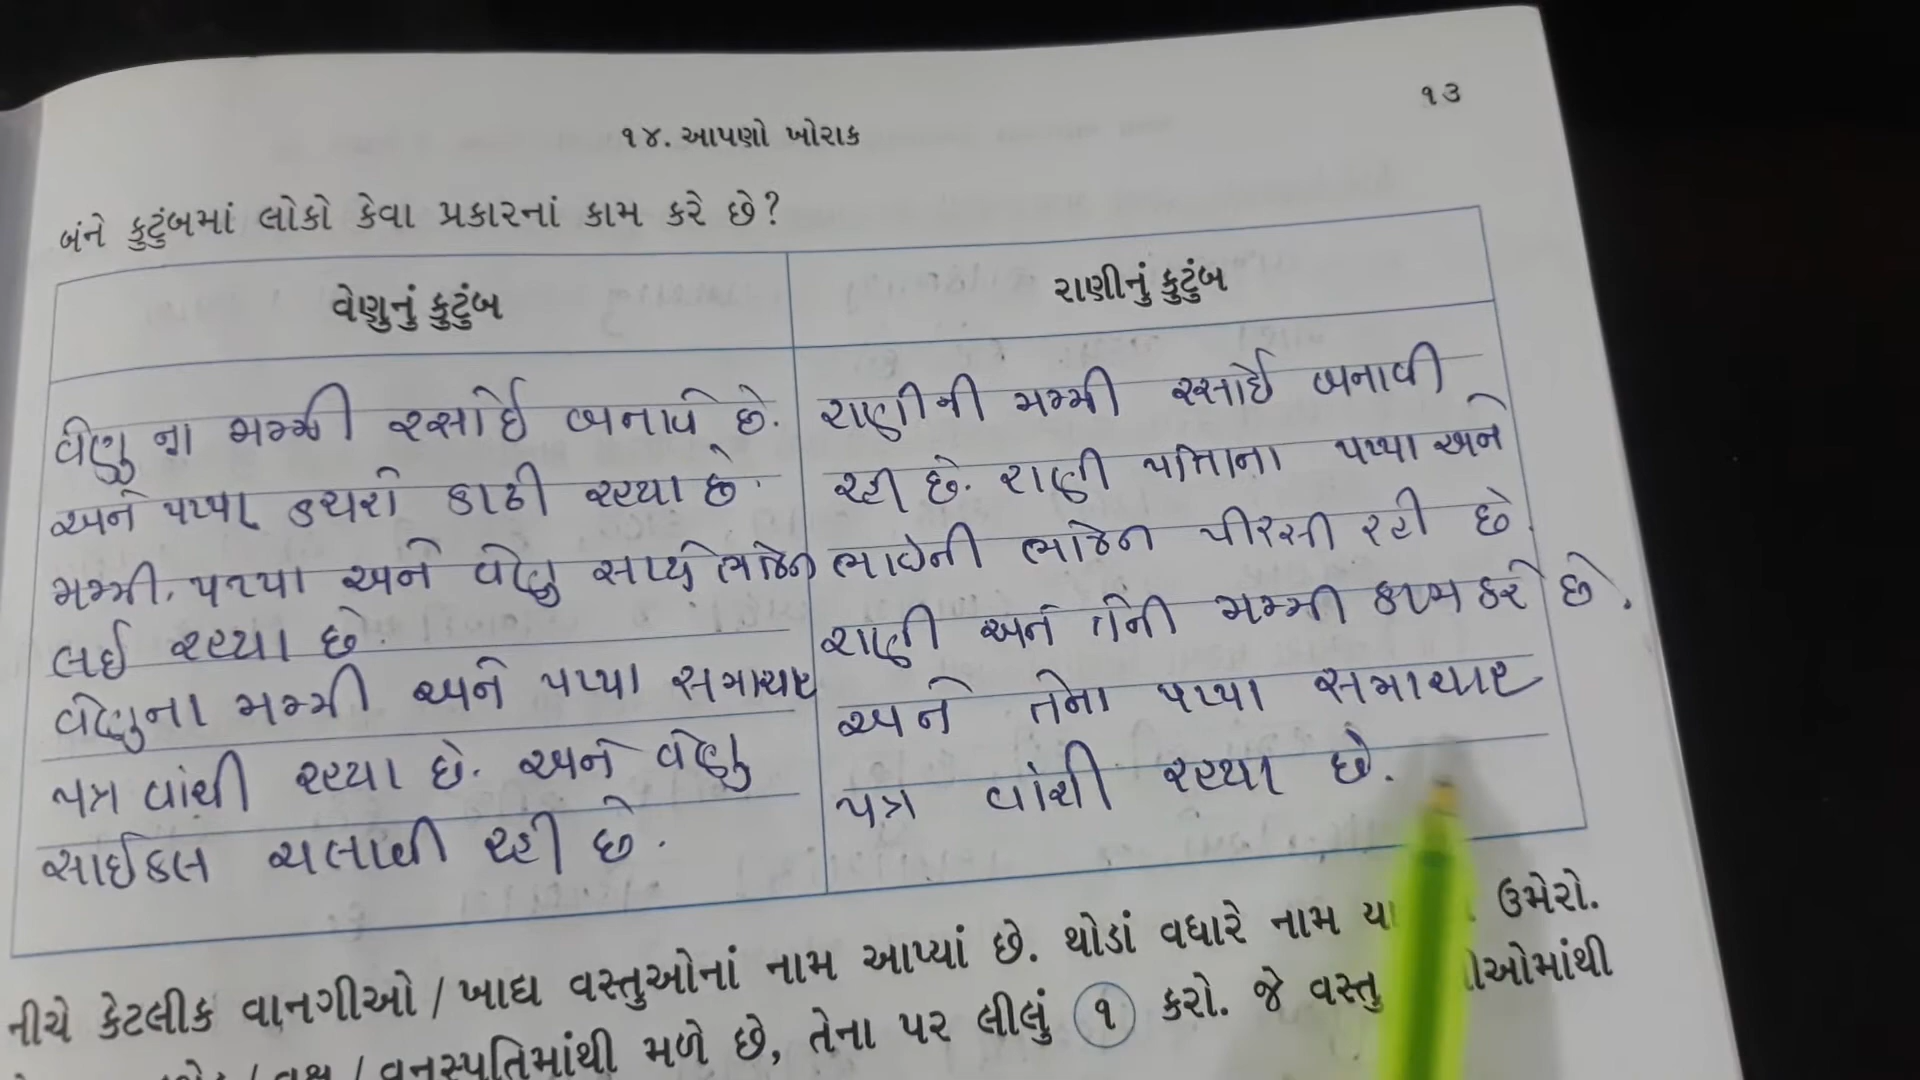 ૧૩
૧૪. આપણો ખોરાક
બંને કુટુંબમાં લોકો કેવા પ્રકારનાં કામ કરે છે?
વેણુનું કુટુંબ
રાણીનું કુટુંબ
વેણુ ના મમ્મી રસોઈ બનાવે છે.
અને પપ્પા કચરો કાઢી રહ્યા છે.
મમ્મી, પપ્પા અને વેણુ સાથે ભોજન
લઈ રહ્યા છે.
વેણુના મમ્મી અને પપ્પા સમાચાર
પત્ર વાંચી રહ્યા છે. અને વેણુ
સાઈકલ ચલાવી રહી છે.
રાણીની મમ્મી રસોઈ બનાવી
રહી છે. રાણી પોતાના પપ્પા અને
ભાઈને ભોજન પીરસી રહી છે.
રાણી અને તેની મમ્મી કામ કરે છે.
અને તેના પપ્પા સમાચાર
પત્ર વાંચી રહ્યા છે.
નીચે કેટલીક વાનગીઓ / ખાદ્ય વસ્તુઓનાં નામ આપ્યાં છે. થોડાં વધારે નામ ઉમેરો.
વનસ્પતિમાંથી મળે છે, તેના પર લીલું ૧ કરો. જે વસ્તુ